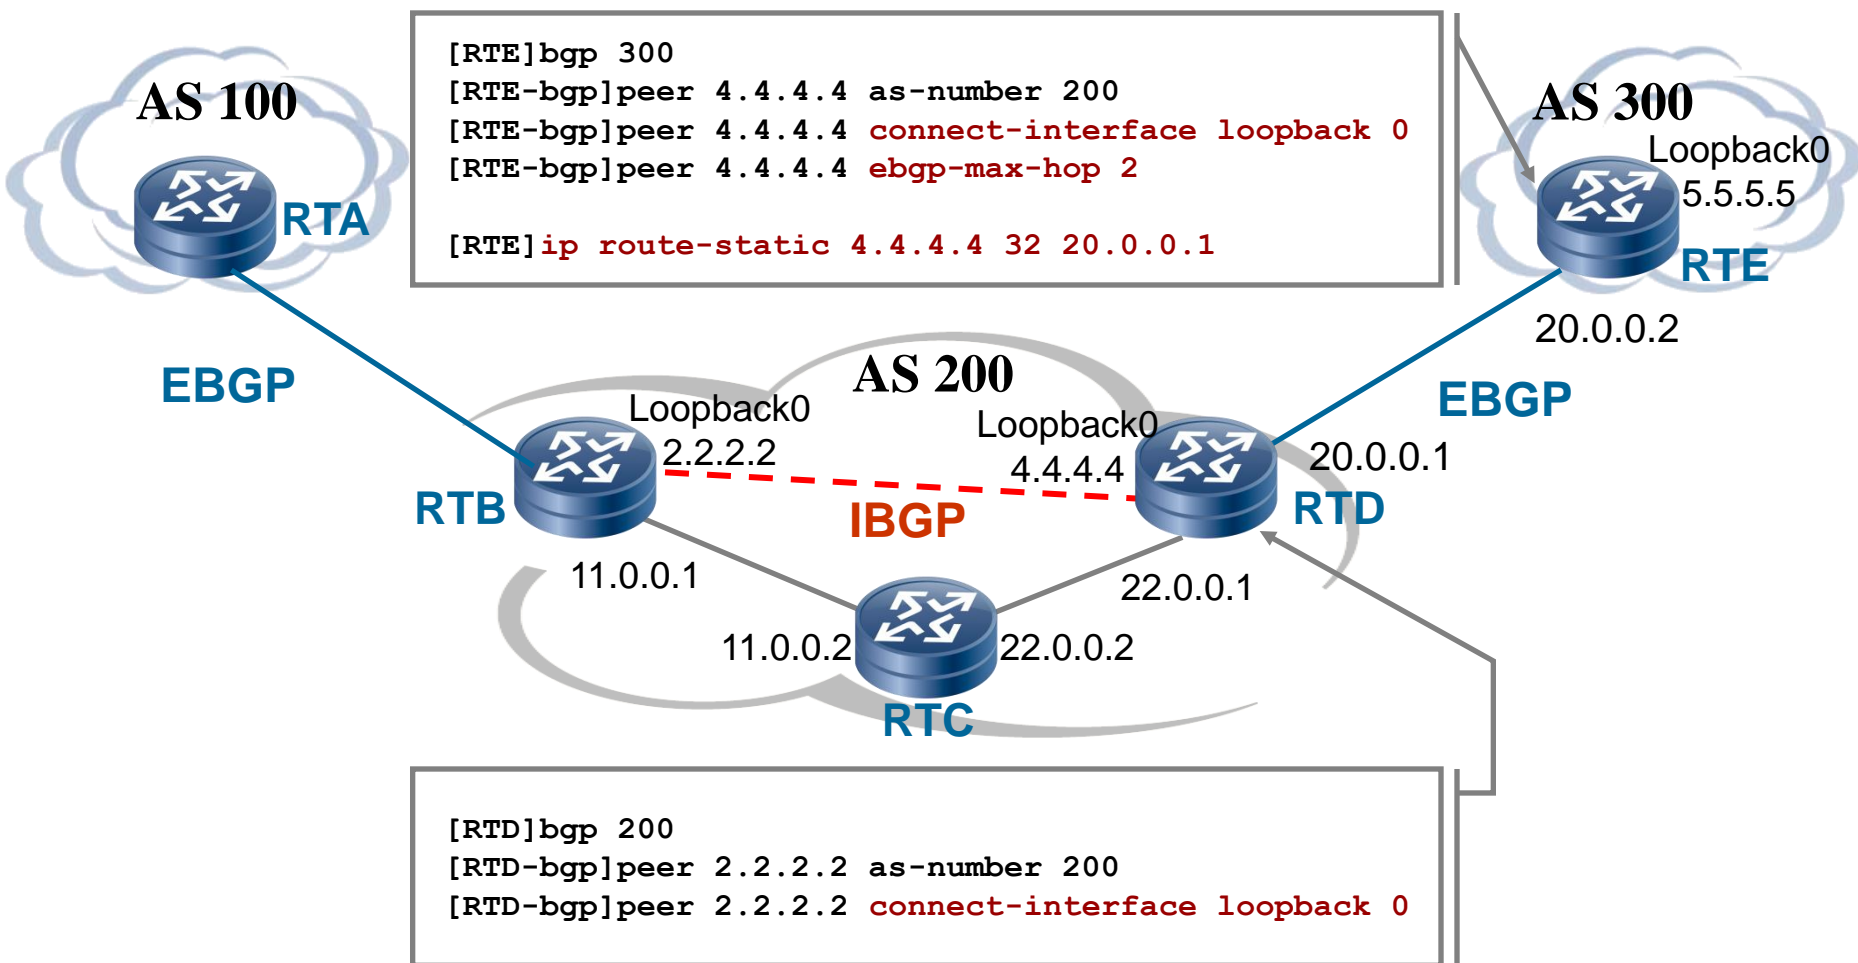 [RTE]bgp 300
[RTE-bgp]peer 4.4.4.4 as-number 200
[RTE-bgp]peer 4.4.4.4 connect-interface loopback 0
[RTE-bgp]peer 4.4.4.4 ebgp-max-hop 2
[RTE]ip route-static 4.4.4.4 32 20.0.0.1
AS 100
RTA
AS 300
Loopback0
5.5.5.5
RTE
20.0.0.2
EBGP
AS 200
EBGP
Loopback0
2.2.2.2
Loopback0
4.4.4.4
20.0.0.1
RTB
IBGP
RTD
11.0.0.1
22.0.0.1
11.0.0.2
22.0.0.2
RTC
[RTD]bgp 200
[RTD-bgp]peer 2.2.2.2 as-number 200
[RTD-bgp]peer 2.2.2.2 connect-interface loopback 0